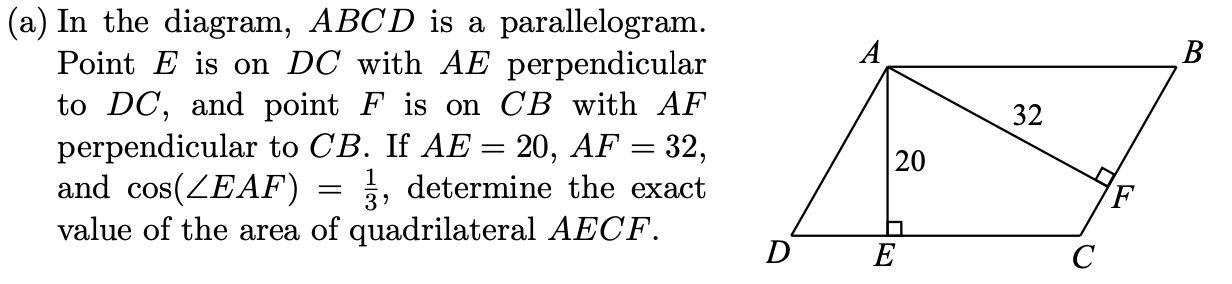 (a) In the diagram, ABCD is a parallelogram.
Point E is on DC with AE perpendicular
to DC, and point F is on CB with AF
perpendicular to CB. If AE = 20, AF = 32,
and cos(∠EAF) = 1/3, determine the exact
value of the area of quadrilateral AECF.
A
B
32
20
F
D
E
C